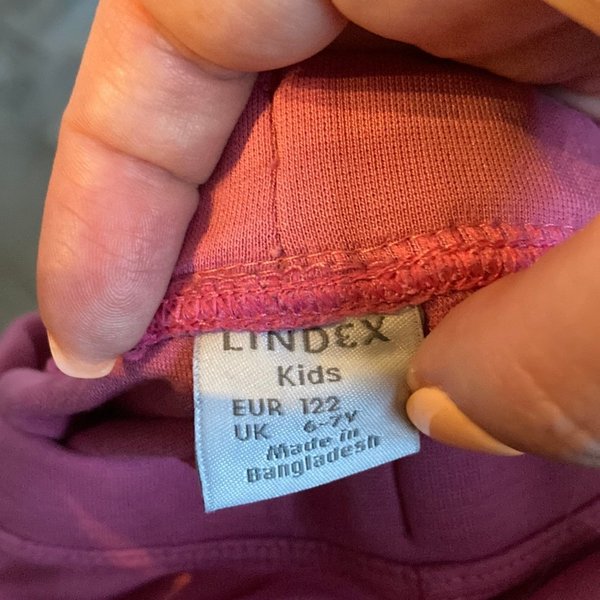 LINDEX
Kids
EUR 122
UK 6-7y
Made in
Bangladesh